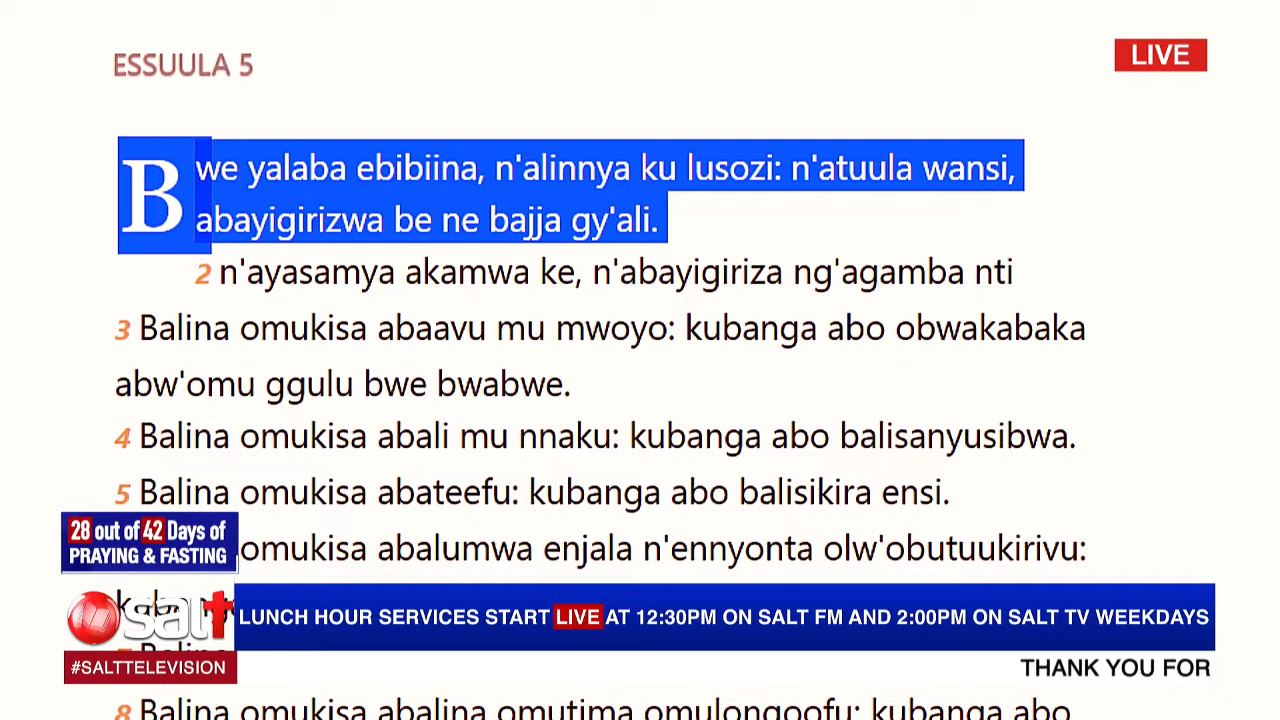 ESSUULA 5
LIVE
Bwe yalaba ebibiina, n'alinnya ku lusozi: n'atuula wansi,
abayigirizwa be ne bajja gy'ali.
2 n'ayasamya akamwa ke, n'abayigiriza ng'agamba nti
3 Balina omukisa abaavu mu mwoyo: kubanga abo obwakabaka
abw'omu ggulu bwe bwabwe.
4 Balina omukisa abali mu nnaku: kubanga abo balisanyusibwa.
5 Balina omukisa abateefu: kubanga abo balisikira ensi.
omukisa abalumwa enjala n'ennyonta olw'obutuukirivu:
28 out of 42 Days of
PRAYING & FASTING
salt
LUNCH HOUR SERVICES START LIVE AT 12:30PM ON SALT FM AND 2:00PM ON SALT TV WEEKDAYS
#SALTTELEVISION
THANK YOU FOR
8 Balina omukisa abalina omutima omulongoofu: kubanga abo